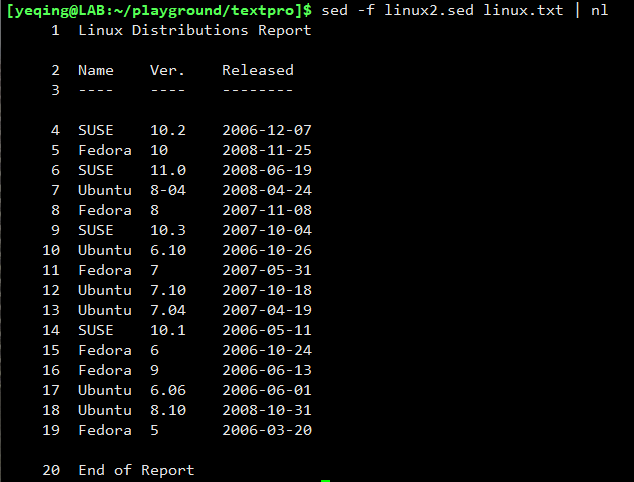 [yeqing@LAB:~/playground/textpro]$ sed -f linux2.sed linux.txt | nl
1 Linux Distributions Report
2 Name Ver. Released
3 ---- ---- --------
4 SUSE 10.2 2006-12-07
5 Fedora 10 2008-11-25
6 SUSE 11.0 2008-06-19
7 Ubuntu 8-04 2008-04-24
8 Fedora 8 2007-11-08
9 SUSE 10.3 2007-10-04
10 Ubuntu 6.10 2006-10-26
11 Fedora 7 2007-05-31
12 Ubuntu 7.10 2007-10-18
13 Ubuntu 7.04 2007-04-19
14 SUSE 10.1 2006-05-11
15 Fedora 6 2006-10-24
16 Fedora 9 2006-06-13
17 Ubuntu 6.06 2006-06-01
18 Ubuntu 8.10 2008-10-31
19 Fedora 5 2006-03-20
20 End of Report